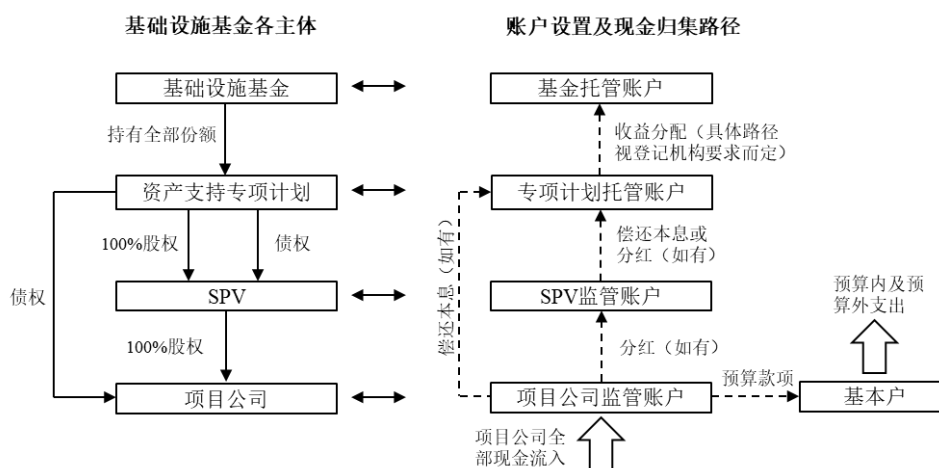 基础设施基金各主体
账户设置及现金归集路径
基础设施基金
基金托管账户
持有全部份额
收益分配（具体路径
视登记机构要求而定）
资产支持专项计划
专项计划托管账户
100%股权
债权
偿还本息或
分红（如有）
债权
偿还本息（如有）
SPV
SPV监管账户
预算内及预
算外支出
100%股权
分红（如有）
预算款项
项目公司
项目公司监管账户
基本户
项目公司全
部现金流入